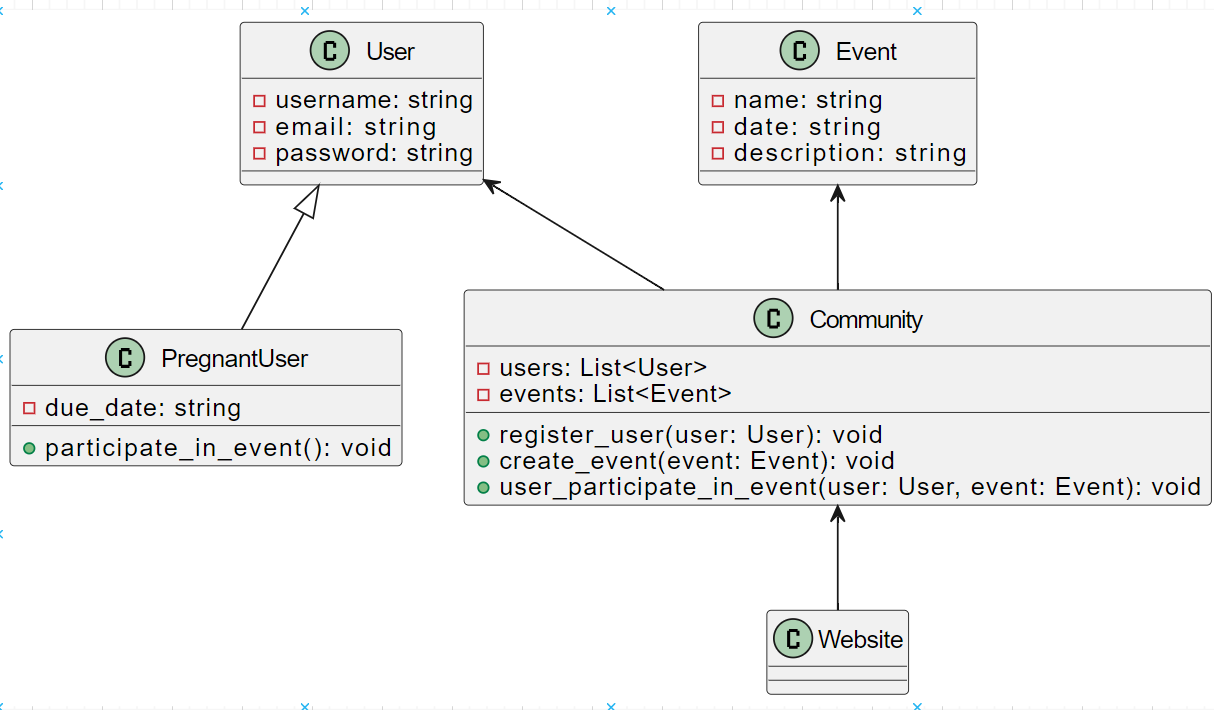 C User
username: string
email: string
password: string
C Event
name: string
date: string
description: string
C PregnantUser
due_date: string
participate_in_event(): void
C Community
users: List<User>
events: List<Event>
register_user(user: User): void
create_event(event: Event): void
user_participate_in_event(user: User, event: Event): void
C Website